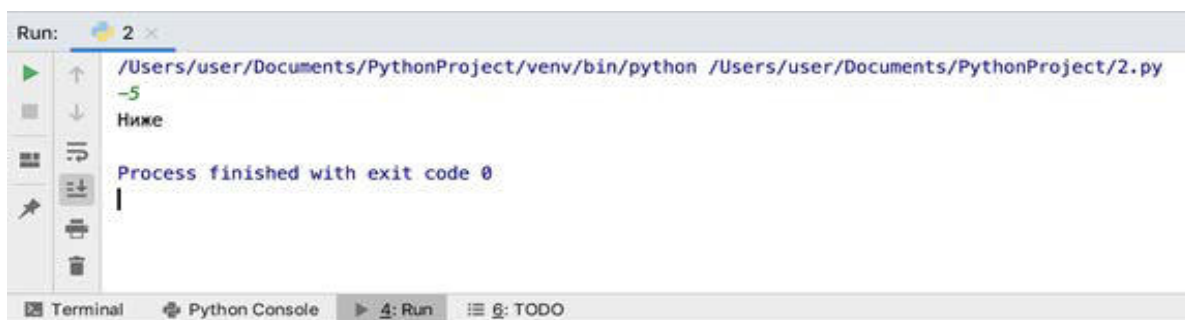 Run: 2 ×
/Users/user/Documents/PythonProject/venv/bin/python /Users/user/Documents/PythonProject/2.py
-5
Ниже
Process finished with exit code 0
Terminal Python Console 4: Run 6: TODO